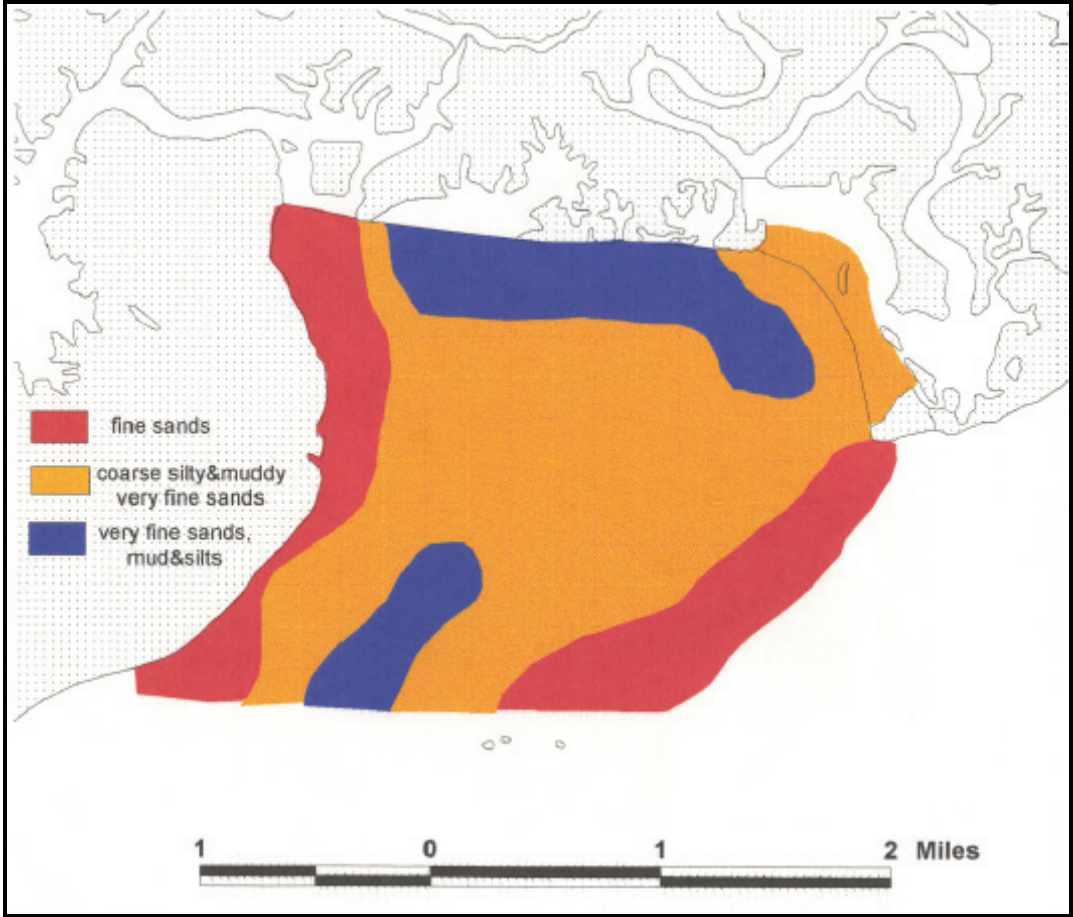 fine sands
coarse silty&muddy
very fine sands
very fine sands,
mud&silts
1 0 1 2 Miles